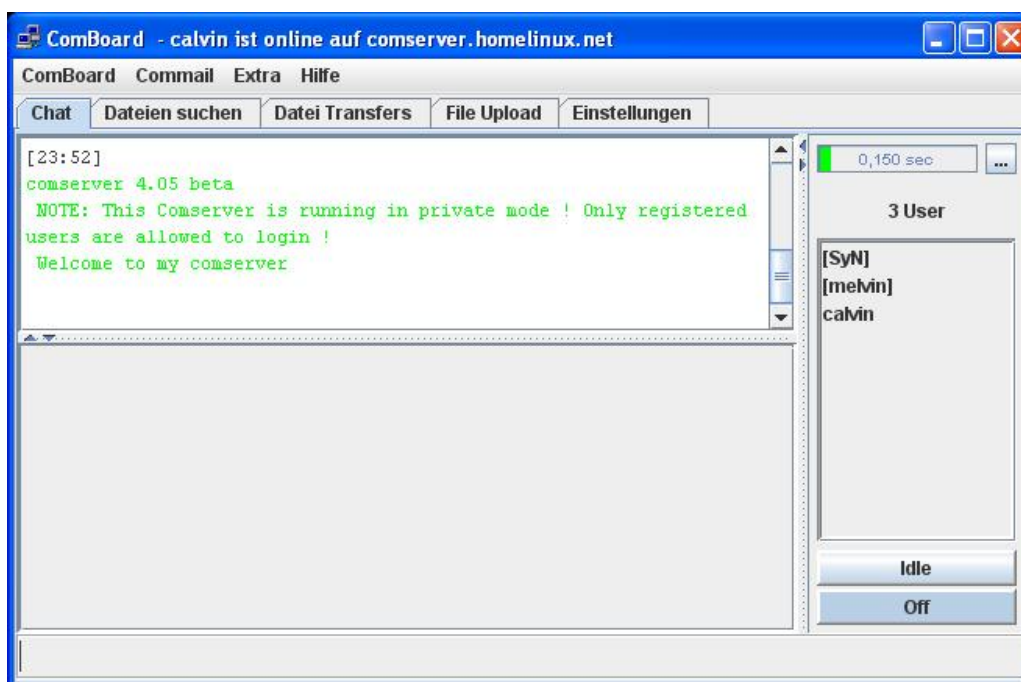 ComBoard - calvin ist online auf comserver.homelinux.net
ComBoard Commail Extra Hilfe
Chat Dateien suchen Datei Transfers File Upload Einstellungen
[23:52]
comserver 4.05 beta
NOTE: This Comserver is running in private mode ! Only registered
users are allowed to login !
Welcome to my comserver
0,150 sec ...
3 User
[SyN]
[melvin]
calvin
Idle
Off